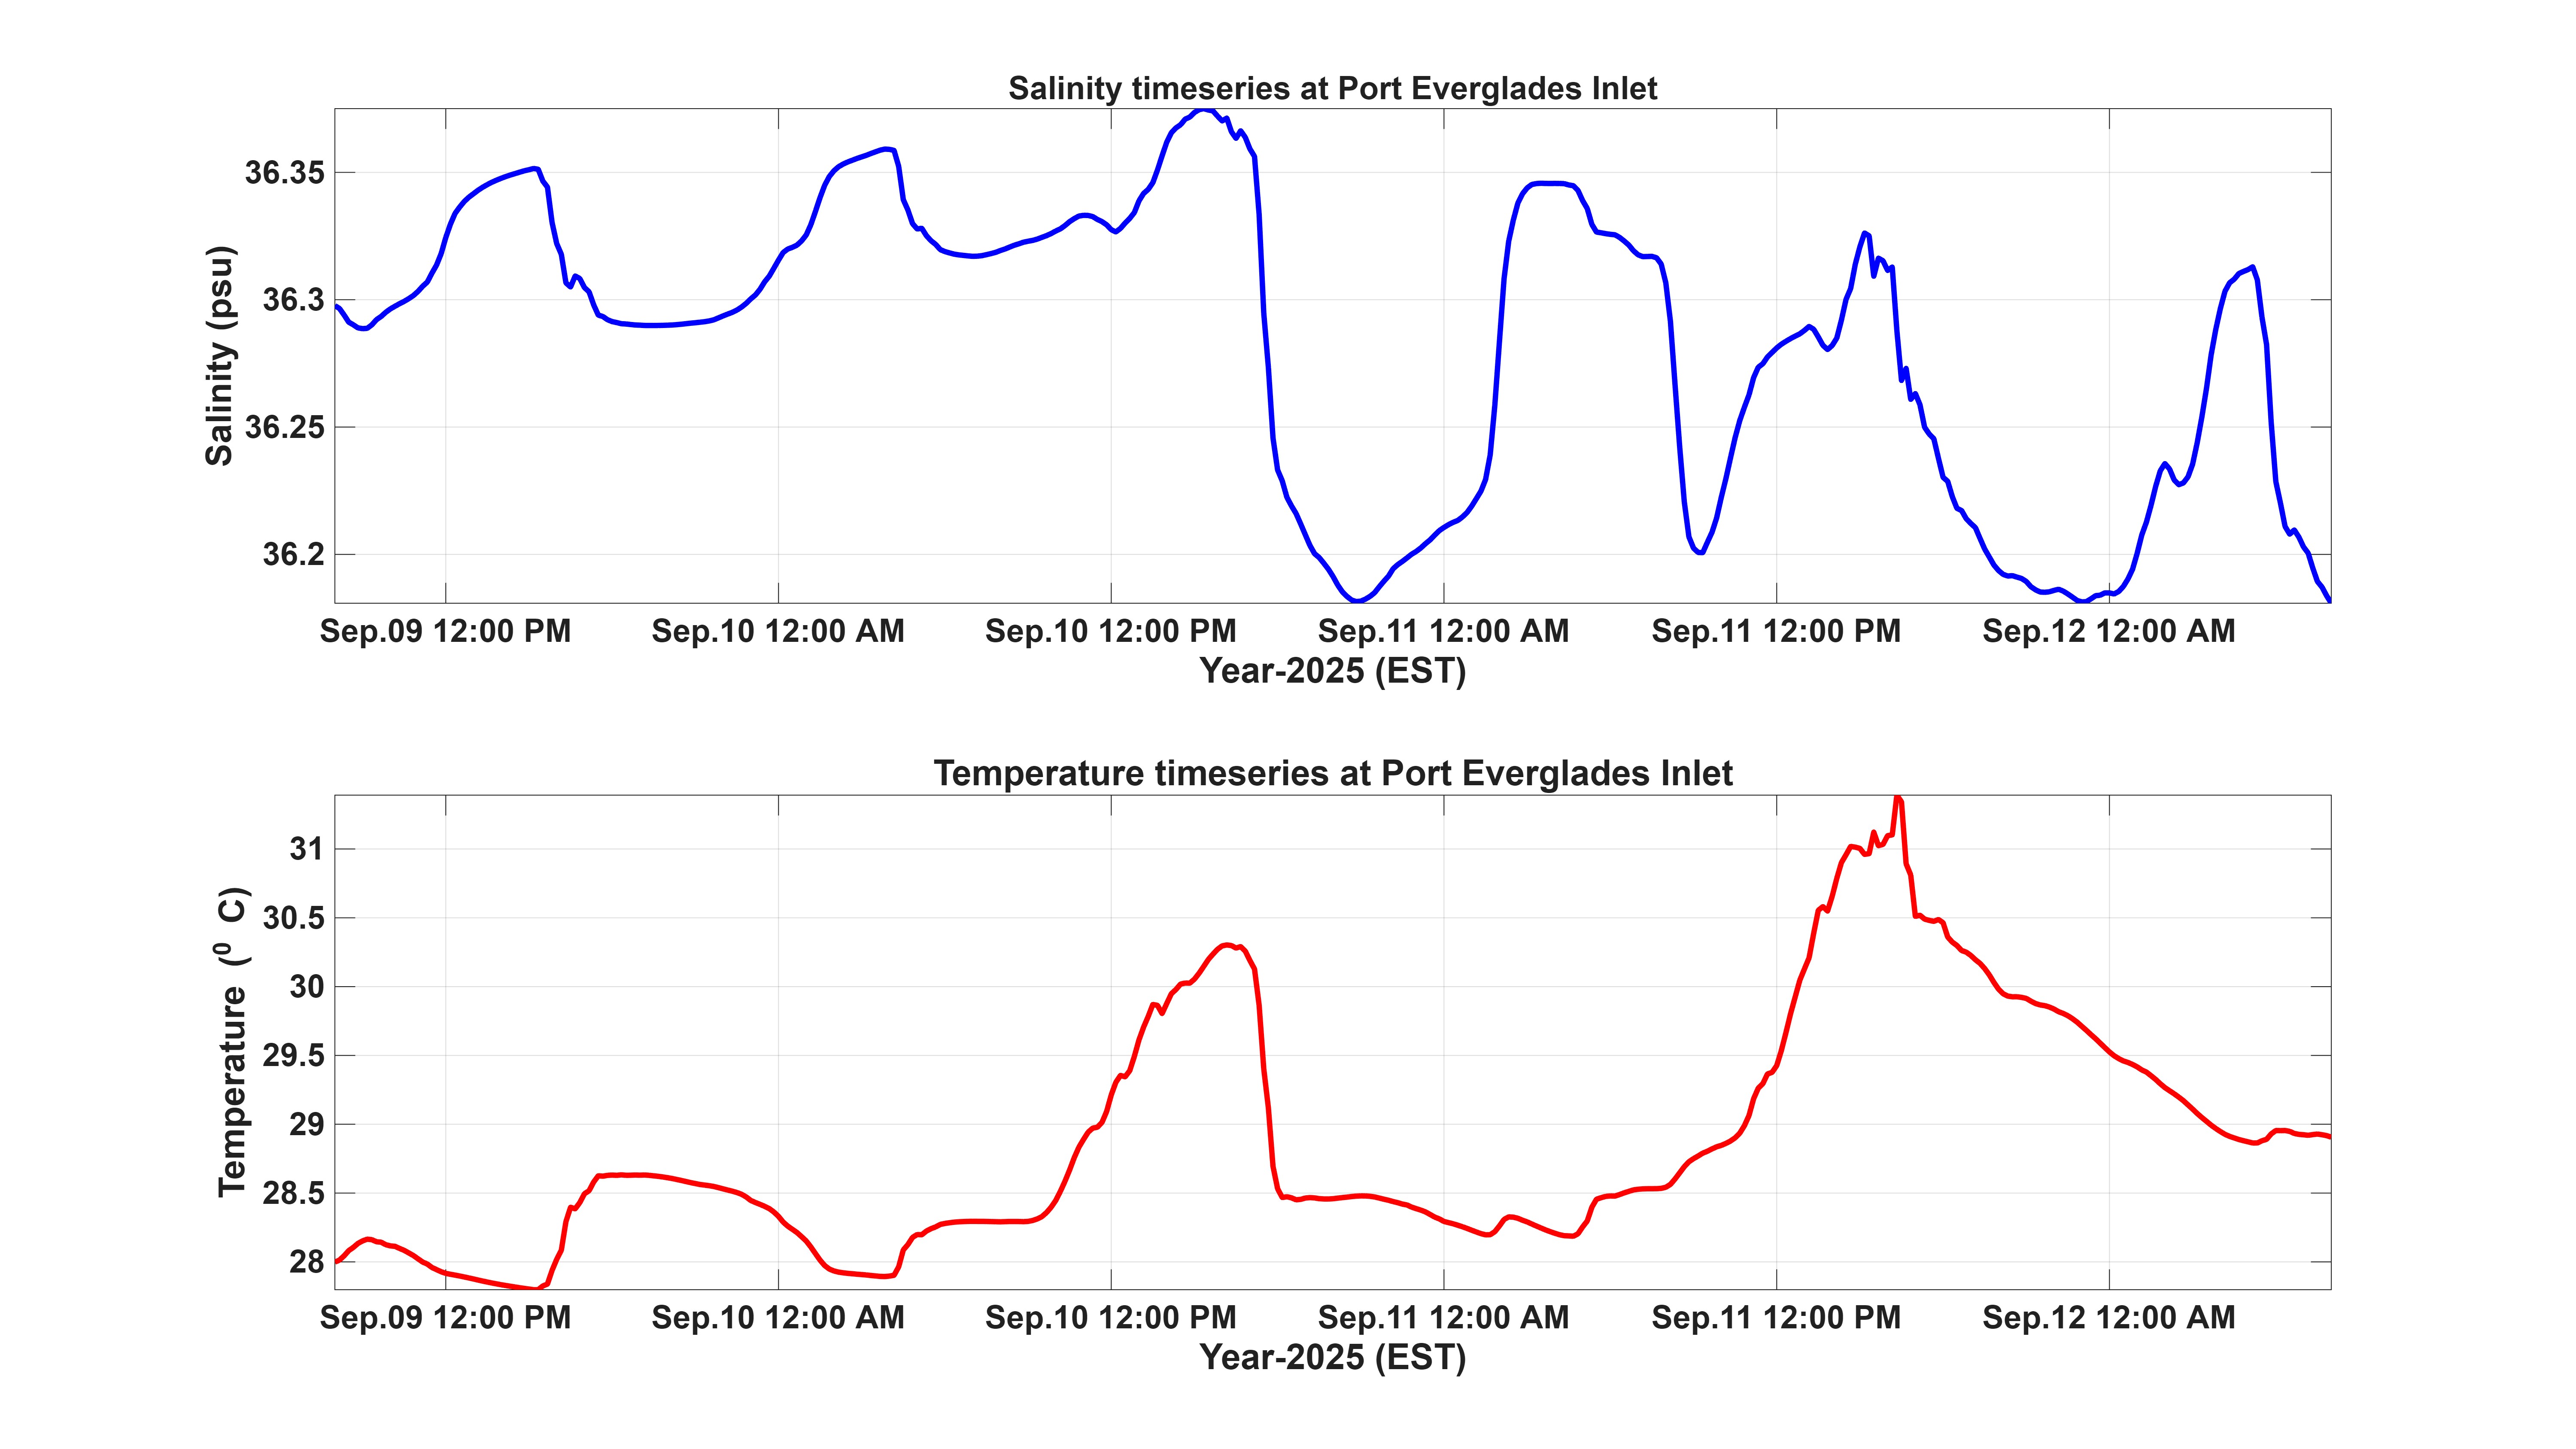 Salinity timeseries at Port Everglades Inlet
Salinity (psu)
36.35
36.3
36.25
36.2
Sep.09 12:00 PM Sep.10 12:00 AM Sep.10 12:00 PM Sep.11 12:00 AM Sep.11 12:00 PM Sep.12 12:00 AM
Year-2025 (EST)
Temperature timeseries at Port Everglades Inlet
Temperature (⁰ C)
31
30.5
30
29.5
29
28.5
28
Sep.09 12:00 PM Sep.10 12:00 AM Sep.10 12:00 PM Sep.11 12:00 AM Sep.11 12:00 PM Sep.12 12:00 AM
Year-2025 (EST)